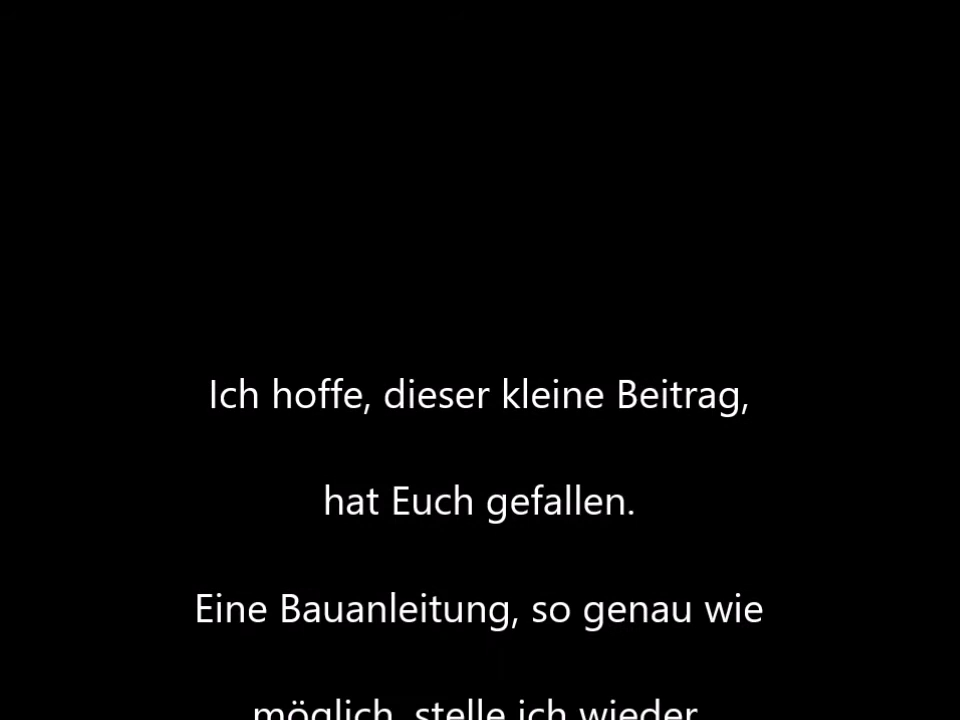 Ich hoffe, dieser kleine Beitrag,
hat Euch gefallen.
Eine Bauanleitung, so genau wie
möglich, stelle ich wieder